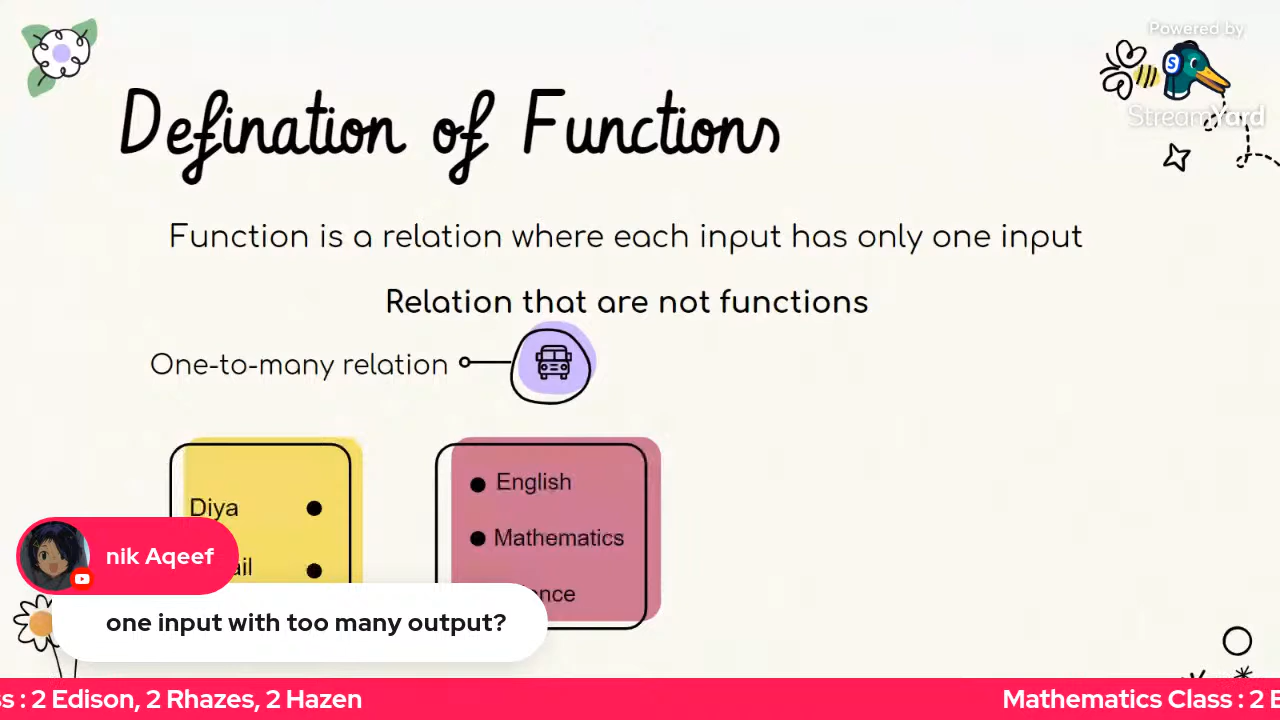 Powered by
StreamYard
Defination of Functions
Function is a relation where each input has only one input
Relation that are not functions
One-to-many relation
English
Diya
Mathematics
nik Aqeef
ail
ence
one input with too many output?
ss : 2 Edison, 2 Rhazes, 2 Hazen
Mathematics Class : 2 E